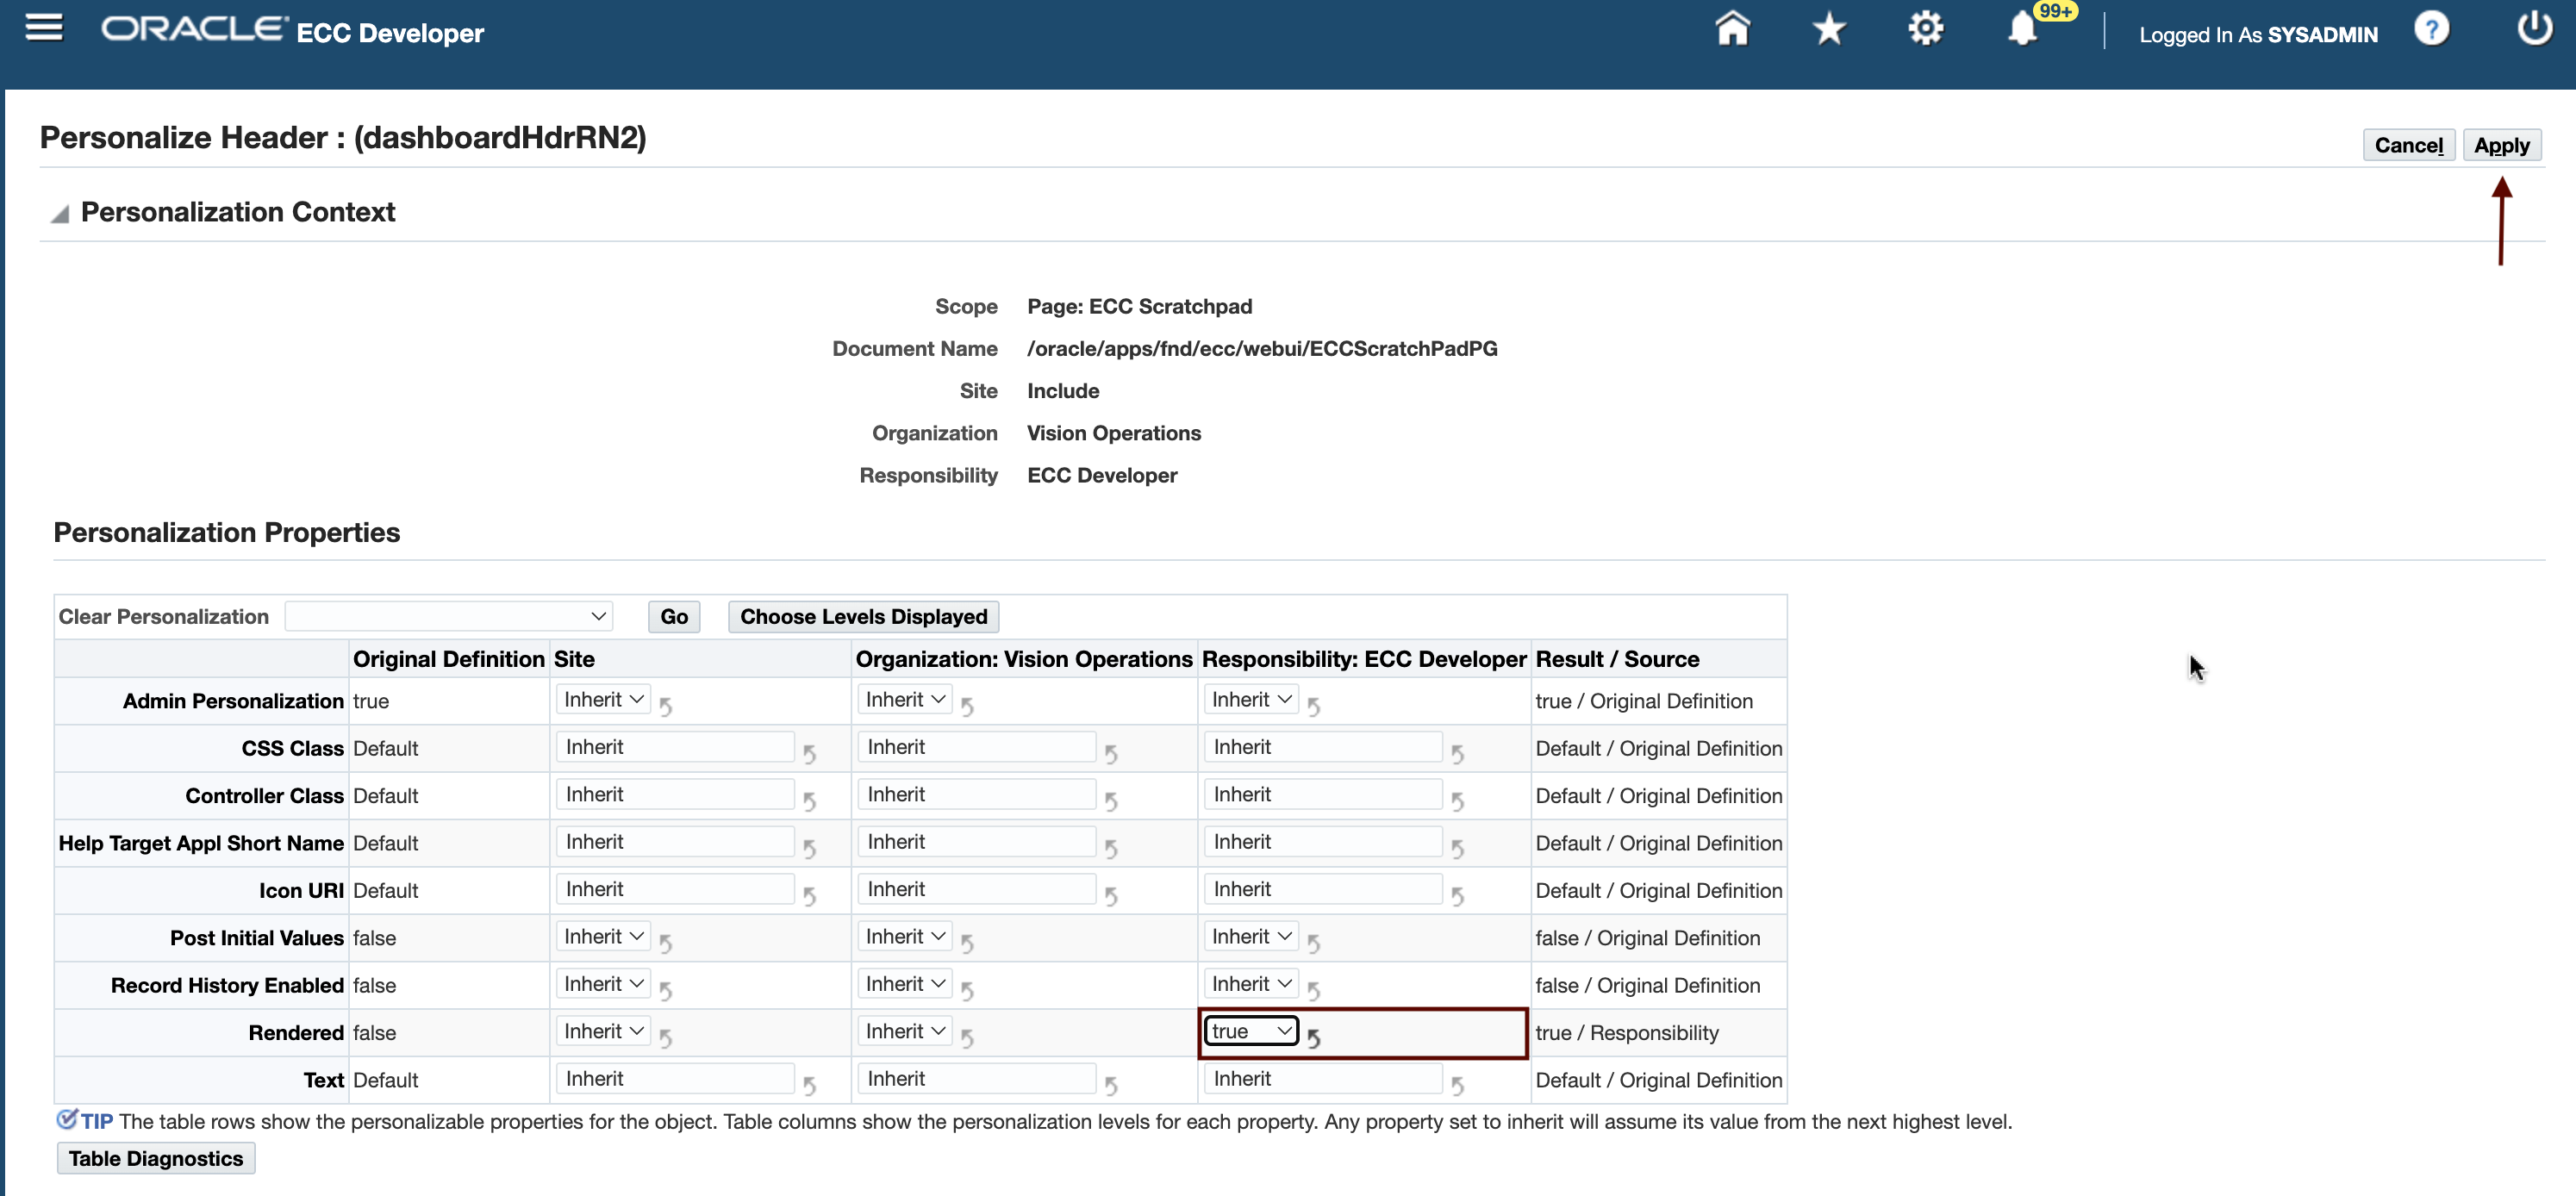 ORACLE® ECC Developer 99+ Logged In As SYSADMIN ?
Personalize Header : (dashboardHdrRN2) Cancel Apply
Personalization Context
Scope Page: ECC Scratchpad
Document Name /oracle/apps/fnd/ecc/webui/ECCScratchPadPG
Site Include
Organization Vision Operations
Responsibility ECC Developer
Personalization Properties
Clear Personalization Go Choose Levels Displayed
Original Definition Site Organization: Vision Operations Responsibility: ECC Developer Result / Source
Admin Personalization true Inherit Inherit Inherit true / Original Definition
CSS Class Default Inherit Inherit Inherit Default / Original Definition
Controller Class Default Inherit Inherit Inherit Default / Original Definition
Help Target Appl Short Name Default Inherit Inherit Inherit Default / Original Definition
Icon URI Default Inherit Inherit Inherit Default / Original Definition
Post Initial Values false Inherit Inherit Inherit false / Original Definition
Record History Enabled false Inherit Inherit Inherit false / Original Definition
Rendered false Inherit Inherit true true / Responsibility
Text Default Inherit Inherit Inherit Default / Original Definition
TIP The table rows show the personalizable properties for the object. Table columns show the personalization levels for each property. Any property set to inherit will assume its value from the next highest level.
Table Diagnostics